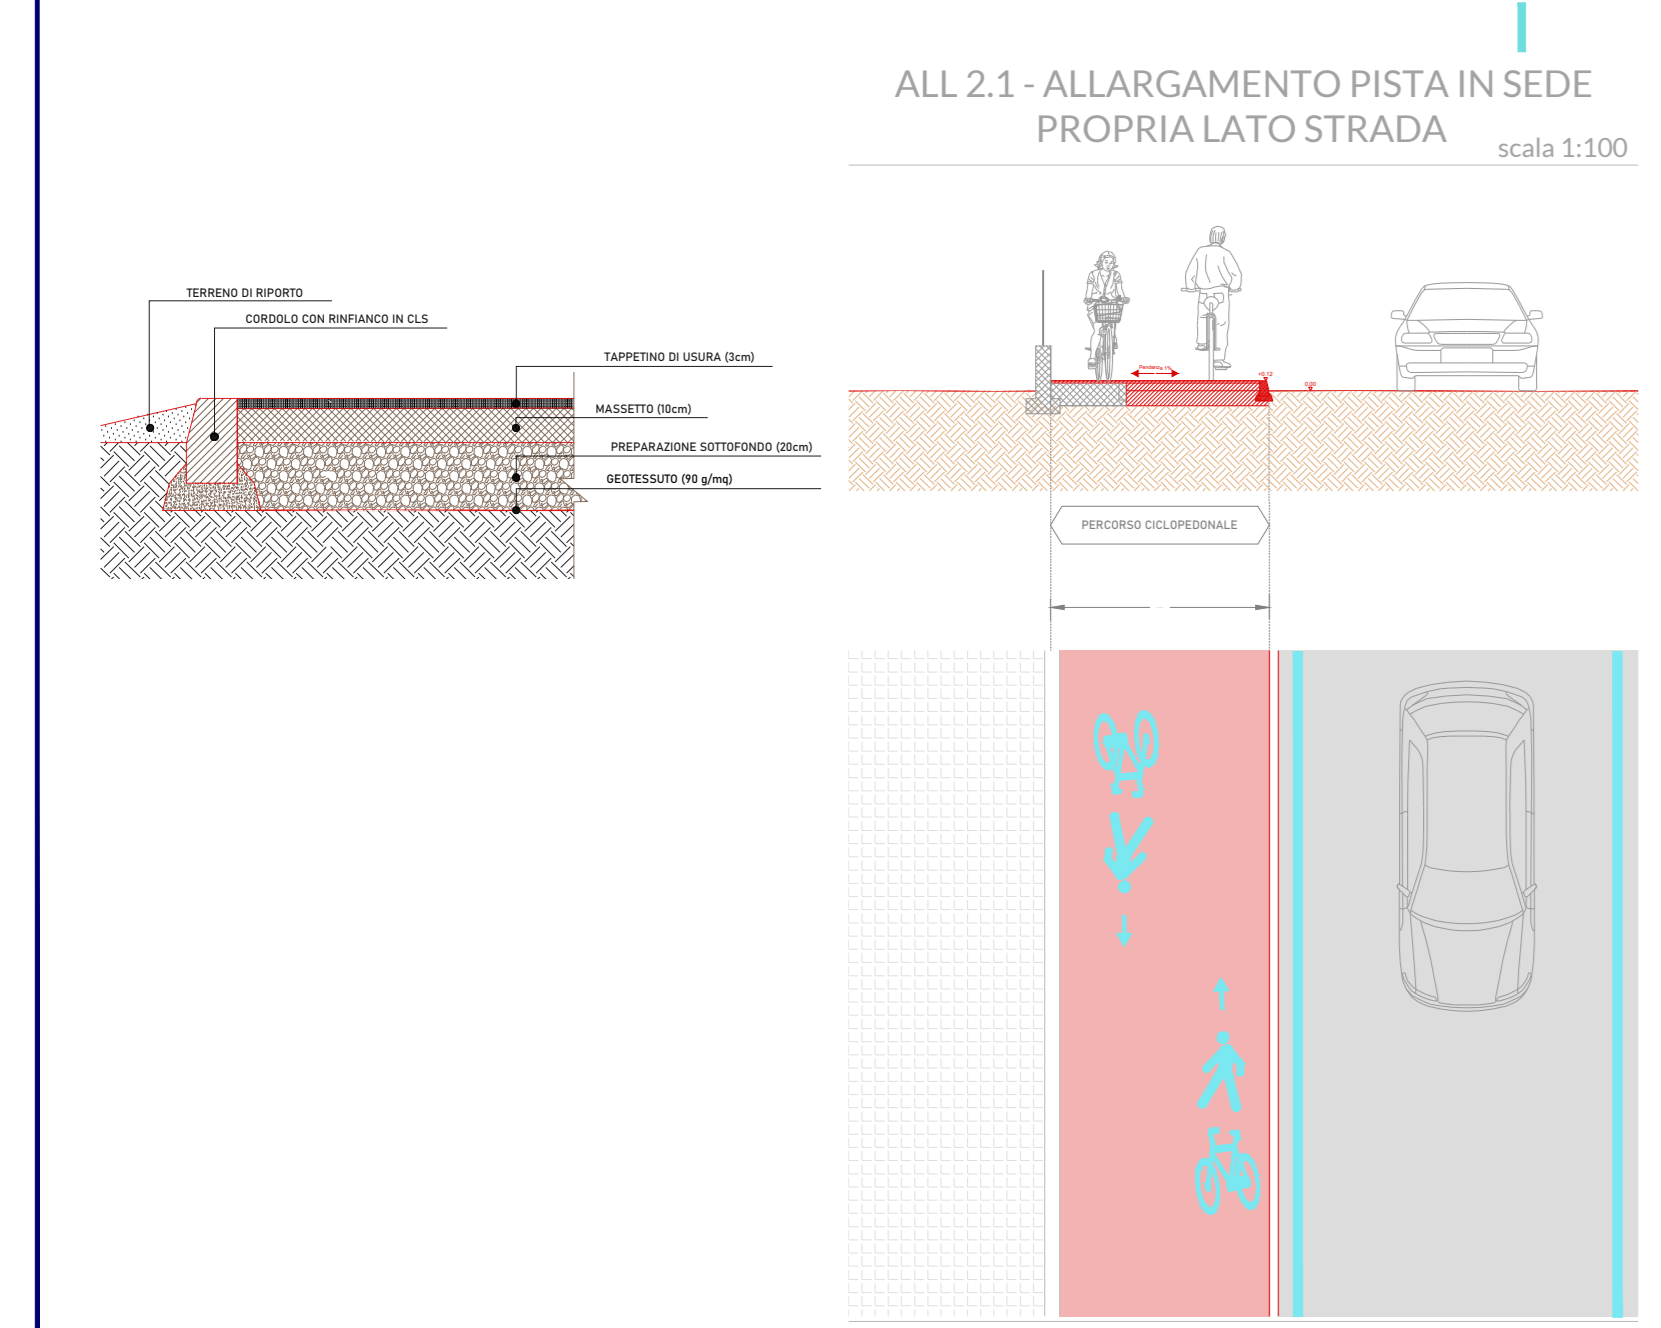 ALL 2.1 - ALLARGAMENTO PISTA IN SEDE
PROPRIA LATO STRADA
scala 1:100
TERRENO DI RIPORTO
CORDOLO CON RINFIANCO IN CLS
TAPPETINO DI USURA (3cm)
MASSETTO (10cm)
PREPARAZIONE SOTTOFONDO (20cm)
GEOTESSUTO (90 g/mq)
Pendenza 1%
+0.12
0.00
PERCORSO CICLOPEDONALE